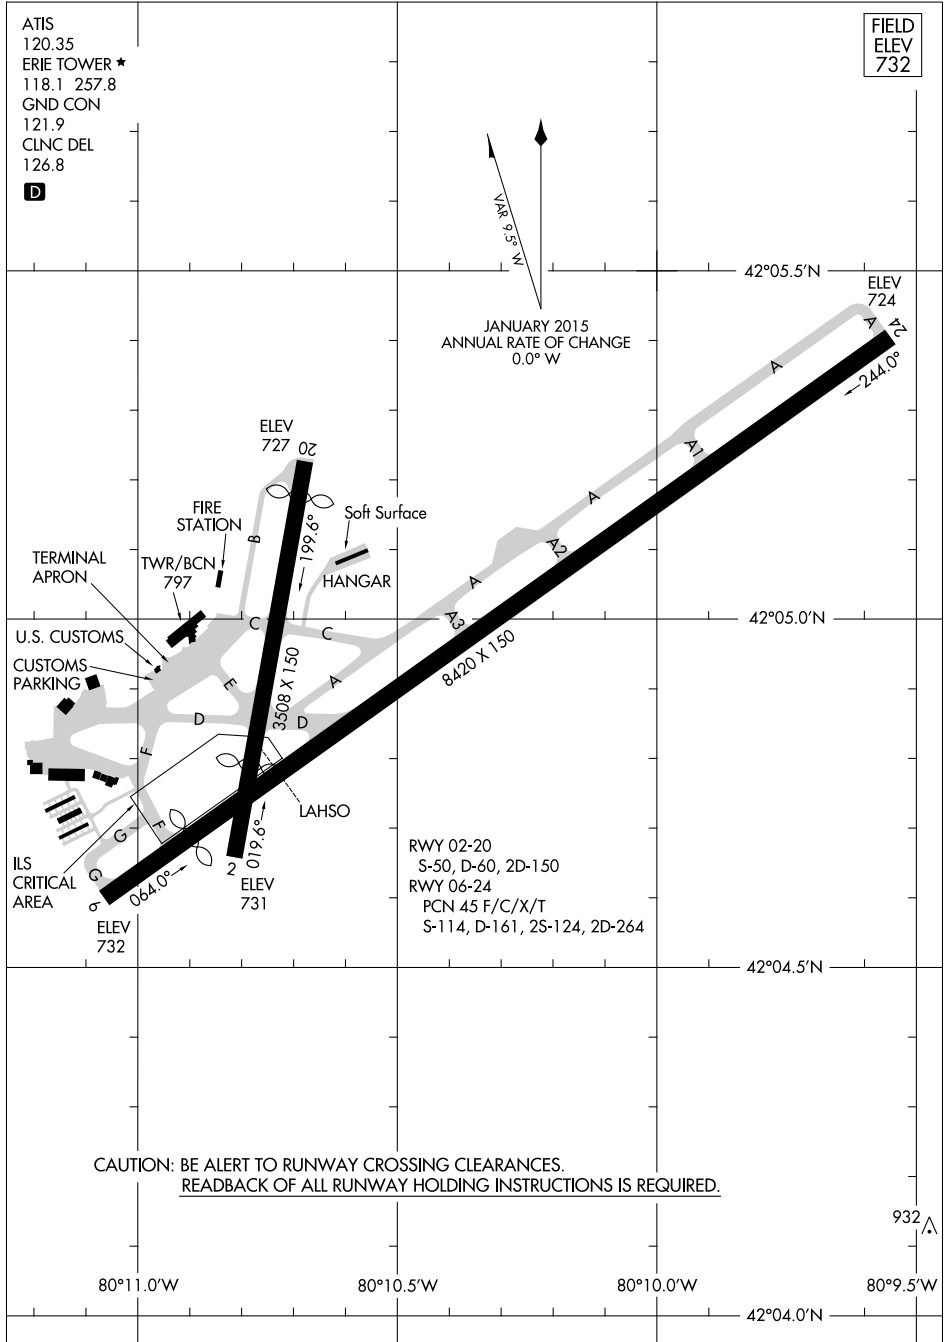 ATIS
120.35
ERIE TOWER ★
118.1 257.8
GND CON
121.9
CLNC DEL
126.8
D
FIELD
ELEV
732
VAR 9.5° W
JANUARY 2015
ANNUAL RATE OF CHANGE
0.0° W
42°05.5'N
ELEV
724
24
A
244.0°
A
A1
A
A2
A
A3
ELEV
727
20
199.6°
FIRE
STATION
B
Soft Surface
HANGAR
TERMINAL
APRON
TWR/BCN
797
42°05.0'N
C
C
U.S. CUSTOMS
CUSTOMS
PARKING
E
A
3508 X 150
8420 X 150
D
D
F
LAHSO
F
G
G
ILS
CRITICAL
AREA
6
064.0°
2
019.6°
ELEV
731
ELEV
732
RWY 02-20
S-50, D-60, 2D-150
RWY 06-24
PCN 45 F/C/X/T
S-114, D-161, 2S-124, 2D-264
42°04.5'N
CAUTION: BE ALERT TO RUNWAY CROSSING CLEARANCES.
READBACK OF ALL RUNWAY HOLDING INSTRUCTIONS IS REQUIRED.
932
80°11.0'W
80°10.5'W
80°10.0'W
80°9.5'W
42°04.0'N